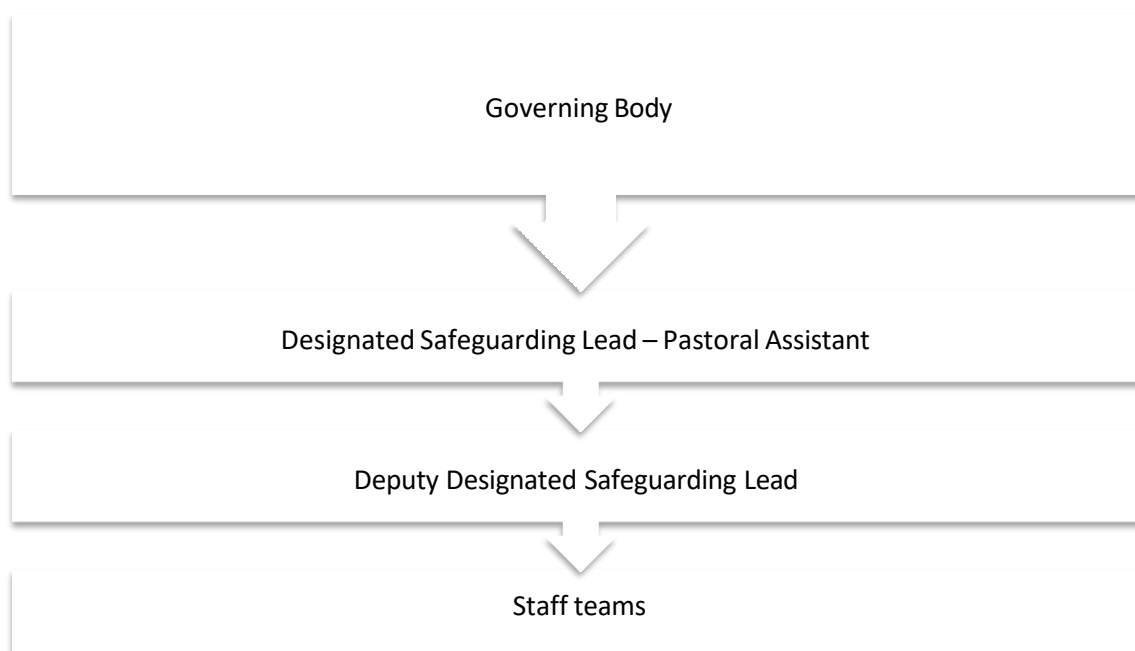 Governing Body
Designated Safeguarding Lead – Pastoral Assistant
Deputy Designated Safeguarding Lead
Staff teams